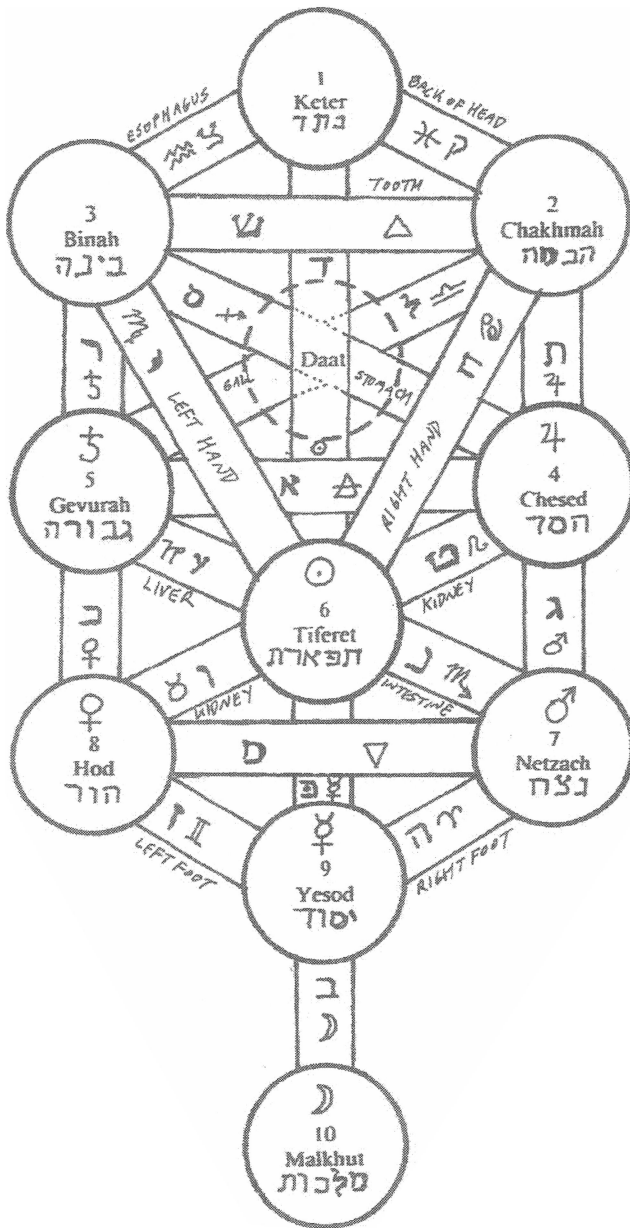 1
Keter
כתר
ESOPHAGUS
BACK OF HEAD
♒ צ
♓ ק
TOOTH
3
Binah
בינה
ש △
2
Chakhmah
הכמה
ד
ס ♐
ל ♎
♍ י
♋ ח
ר
♄
ת
♃
Daat
GALL
STOMACH
LEFT HAND
RIGHT HAND
♄
5
Gevurah
גבורה
א 🜁
♃
4
Chesed
הסד
♑ ע
LIVER
ט ♌
KIDNEY
☉
6
Tiferet
תפארת
כ
♀
ג
♂
♉ ו
KIDNEY
נ ♏
INTESTINE
♀
8
Hod
הוד
ם ▽
♂
7
Netzach
נצח
פ ☿
ז ♊
LEFT FOOT
ה ♈
RIGHT FOOT
☿
9
Yesod
יסוד
ב
☽
☽
10
Malkhut
מלכות